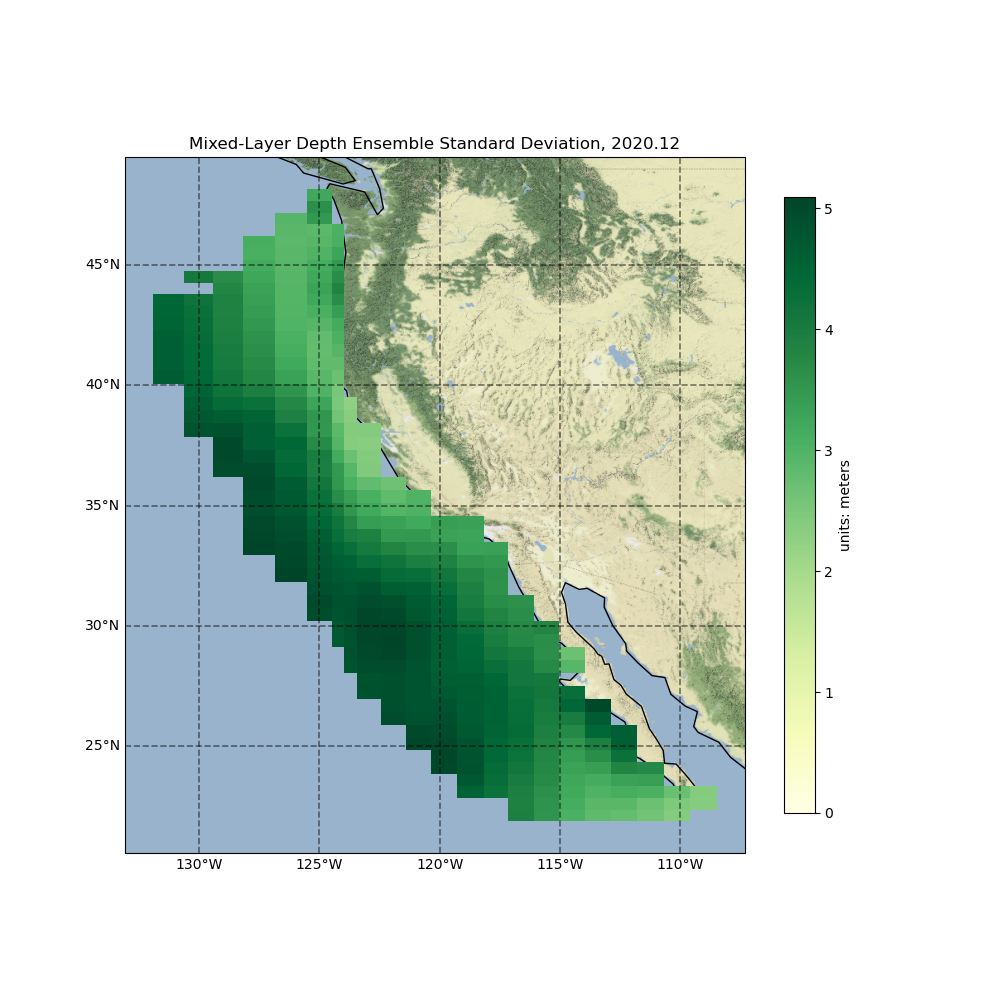 Mixed-Layer Depth Ensemble Standard Deviation, 2020.12
45°N
40°N
35°N
30°N
25°N
130°W 125°W 120°W 115°W 110°W
5
4
3
2
1
0
units: meters